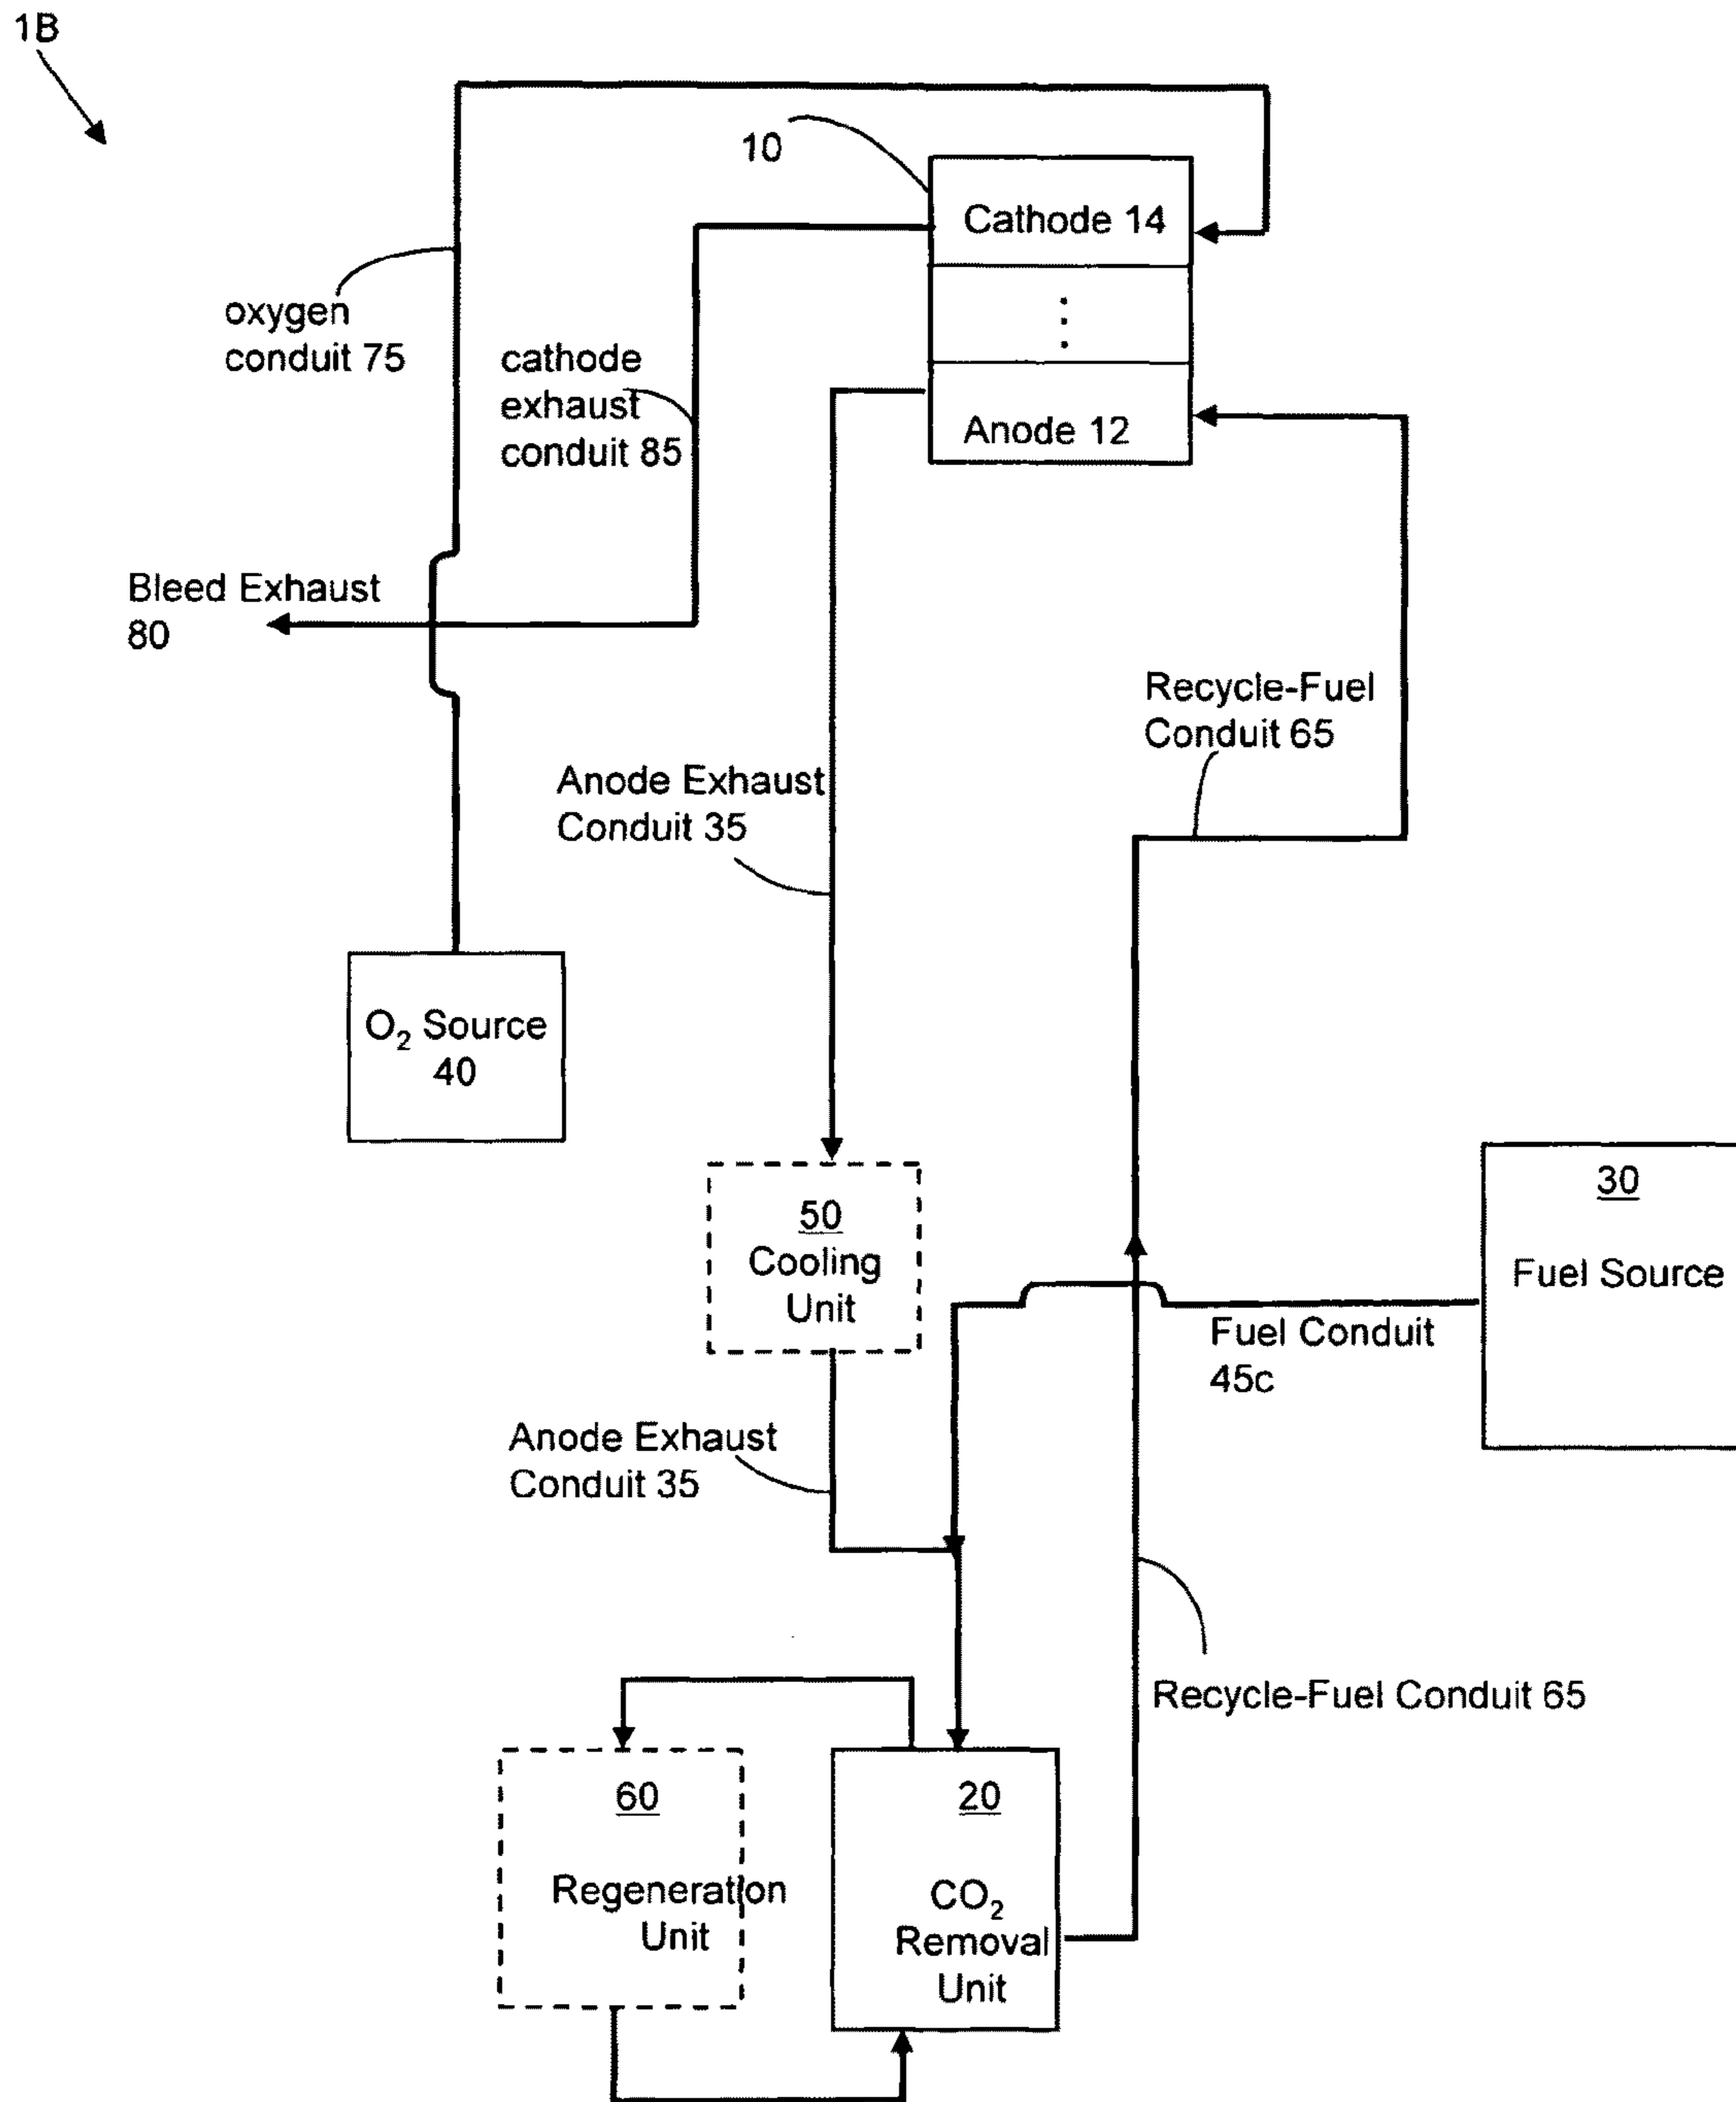 1B
10
Cathode 14
oxygen
conduit 75
cathode
exhaust
conduit 85
Anode 12
Bleed Exhaust
80
Recycle-Fuel
Conduit 65
Anode Exhaust
Conduit 35
O₂ Source
40
30
Fuel Source
50
Cooling
Unit
Fuel Conduit
45c
Anode Exhaust
Conduit 35
Recycle-Fuel Conduit 65
60
Regeneration
Unit
20
CO₂
Removal
Unit